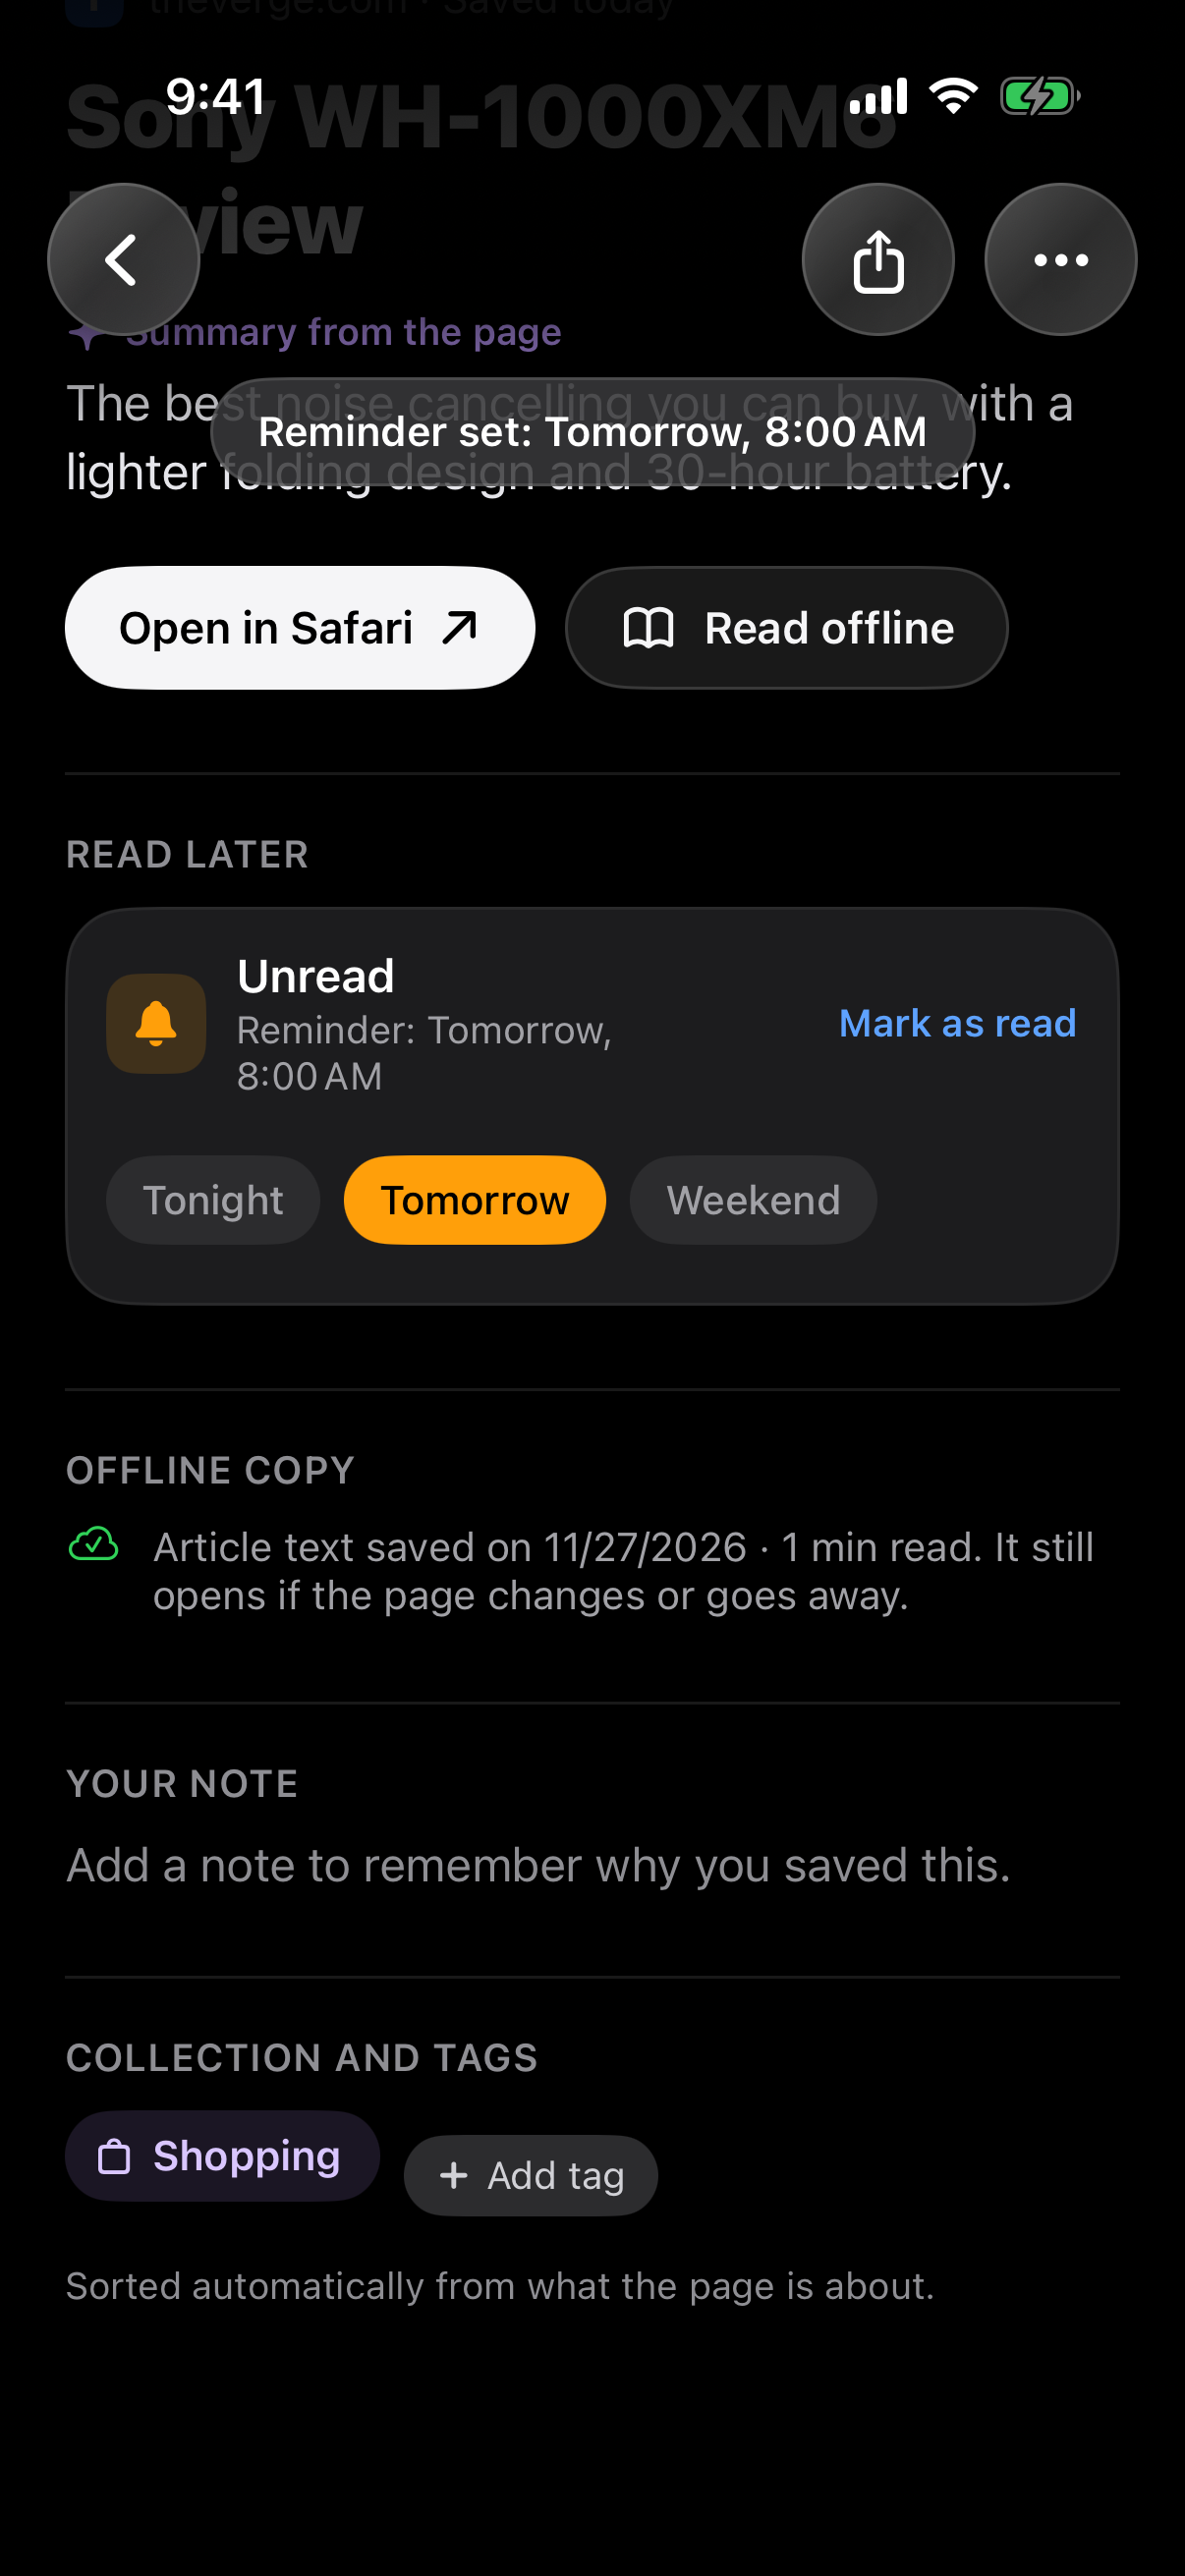 theverge.com · Saved today
9:41
Sony WH-1000XM6
view
Summary from the page
The best noise cancelling you can buy, with a
lighter folding design and 30-hour battery.
Reminder set: Tomorrow, 8:00 AM
Open in Safari
Read offline
READ LATER
Unread
Reminder: Tomorrow,
8:00 AM
Mark as read
Tonight
Tomorrow
Weekend
OFFLINE COPY
Article text saved on 11/27/2026 · 1 min read. It still
opens if the page changes or goes away.
YOUR NOTE
Add a note to remember why you saved this.
COLLECTION AND TAGS
Shopping
+ Add tag
Sorted automatically from what the page is about.